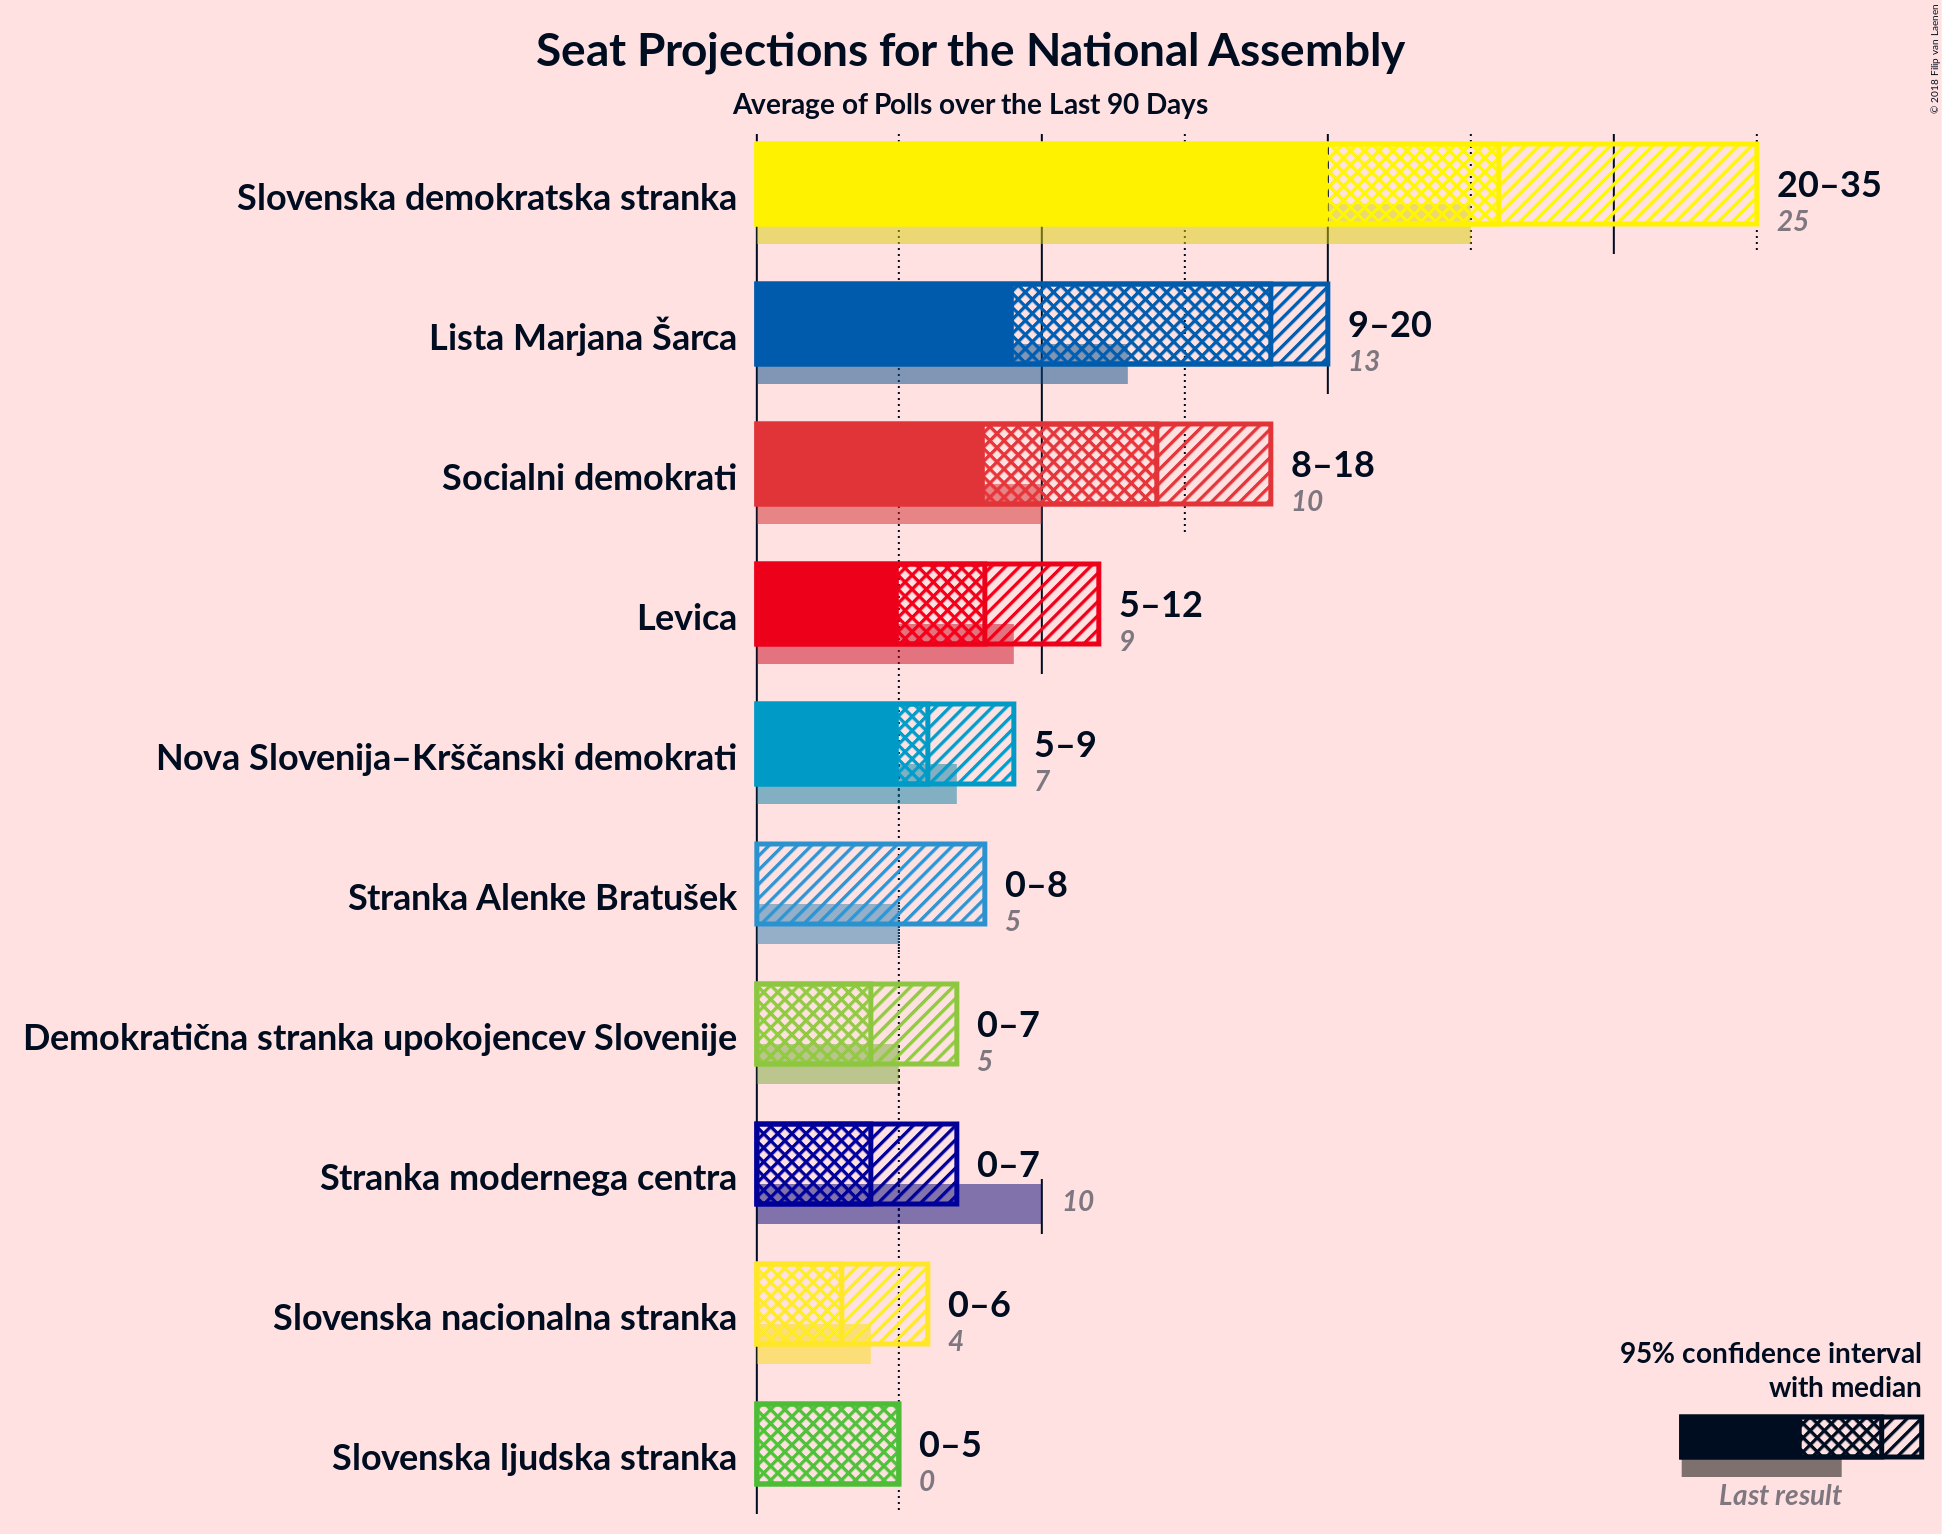 Seat Projections for the National Assembly
Average of Polls over the Last 90 Days
© 2018 Filip van Laenen
Slovenska demokratska stranka
20–35
25
Lista Marjana Šarca
9–20
13
Socialni demokrati
8–18
10
Levica
5–12
9
Nova Slovenija–Krščanski demokrati
5–9
7
Stranka Alenke Bratušek
0–8
5
Demokratična stranka upokojencev Slovenije
0–7
5
Stranka modernega centra
0–7
10
Slovenska nacionalna stranka
0–6
4
Slovenska ljudska stranka
0–5
0
95% confidence interval
with median
Last result